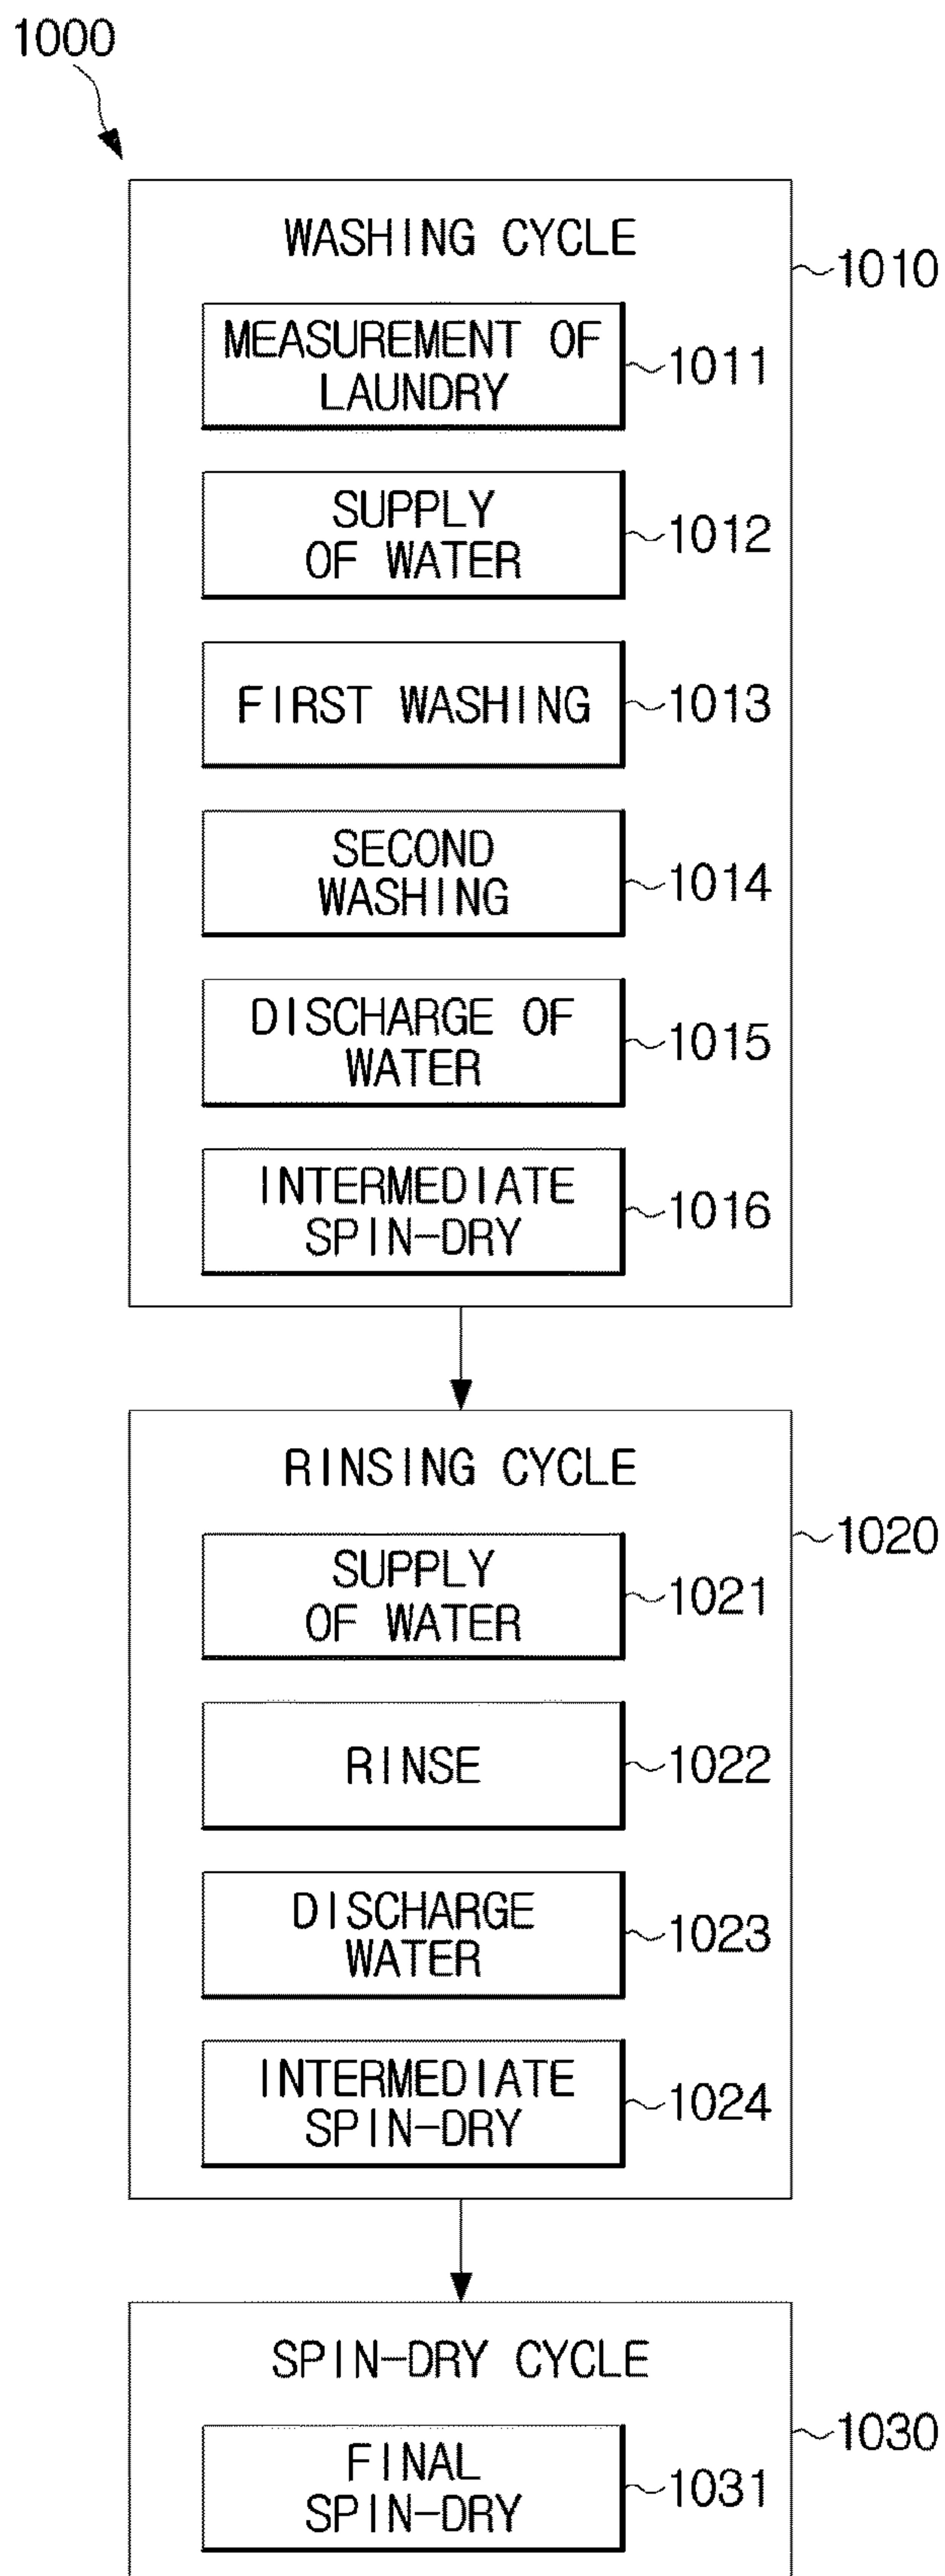 1000
WASHING CYCLE
1010
MEASUREMENT OF
LAUNDRY
1011
SUPPLY
OF WATER
1012
FIRST WASHING
1013
SECOND
WASHING
1014
DISCHARGE OF
WATER
1015
INTERMEDIATE
SPIN-DRY
1016
RINSING CYCLE
1020
SUPPLY
OF WATER
1021
RINSE
1022
DISCHARGE
WATER
1023
INTERMEDIATE
SPIN-DRY
1024
SPIN-DRY CYCLE
1030
FINAL
SPIN-DRY
1031